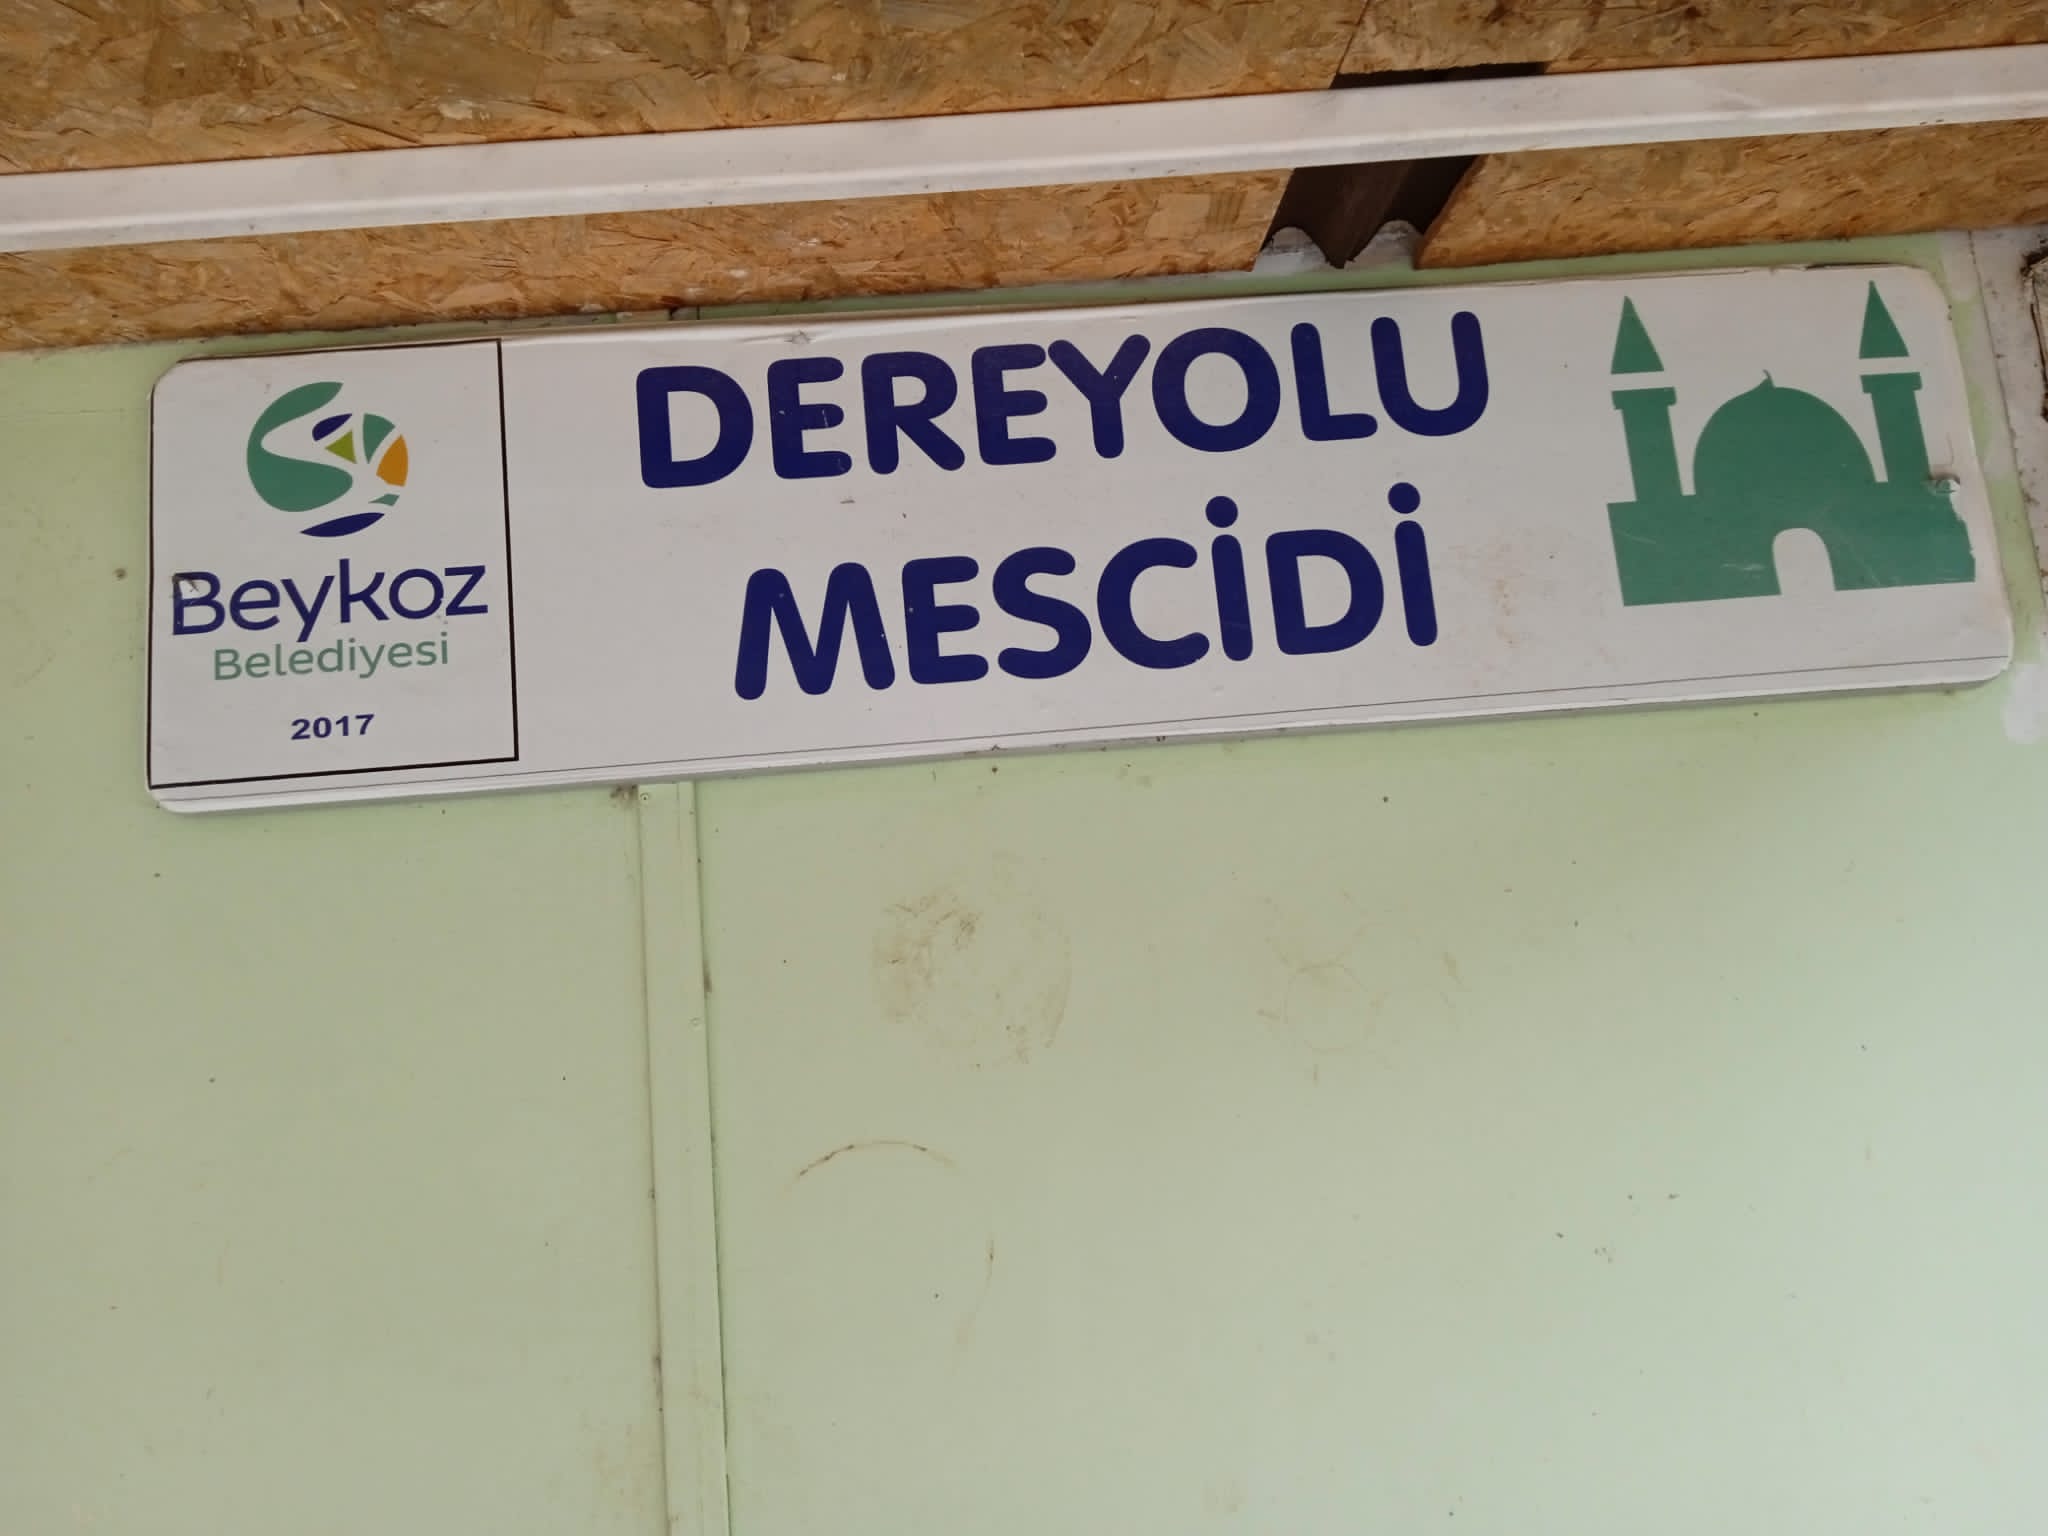 Beykoz
Belediyesi
2017
DEREYOLU
MESCİDİ